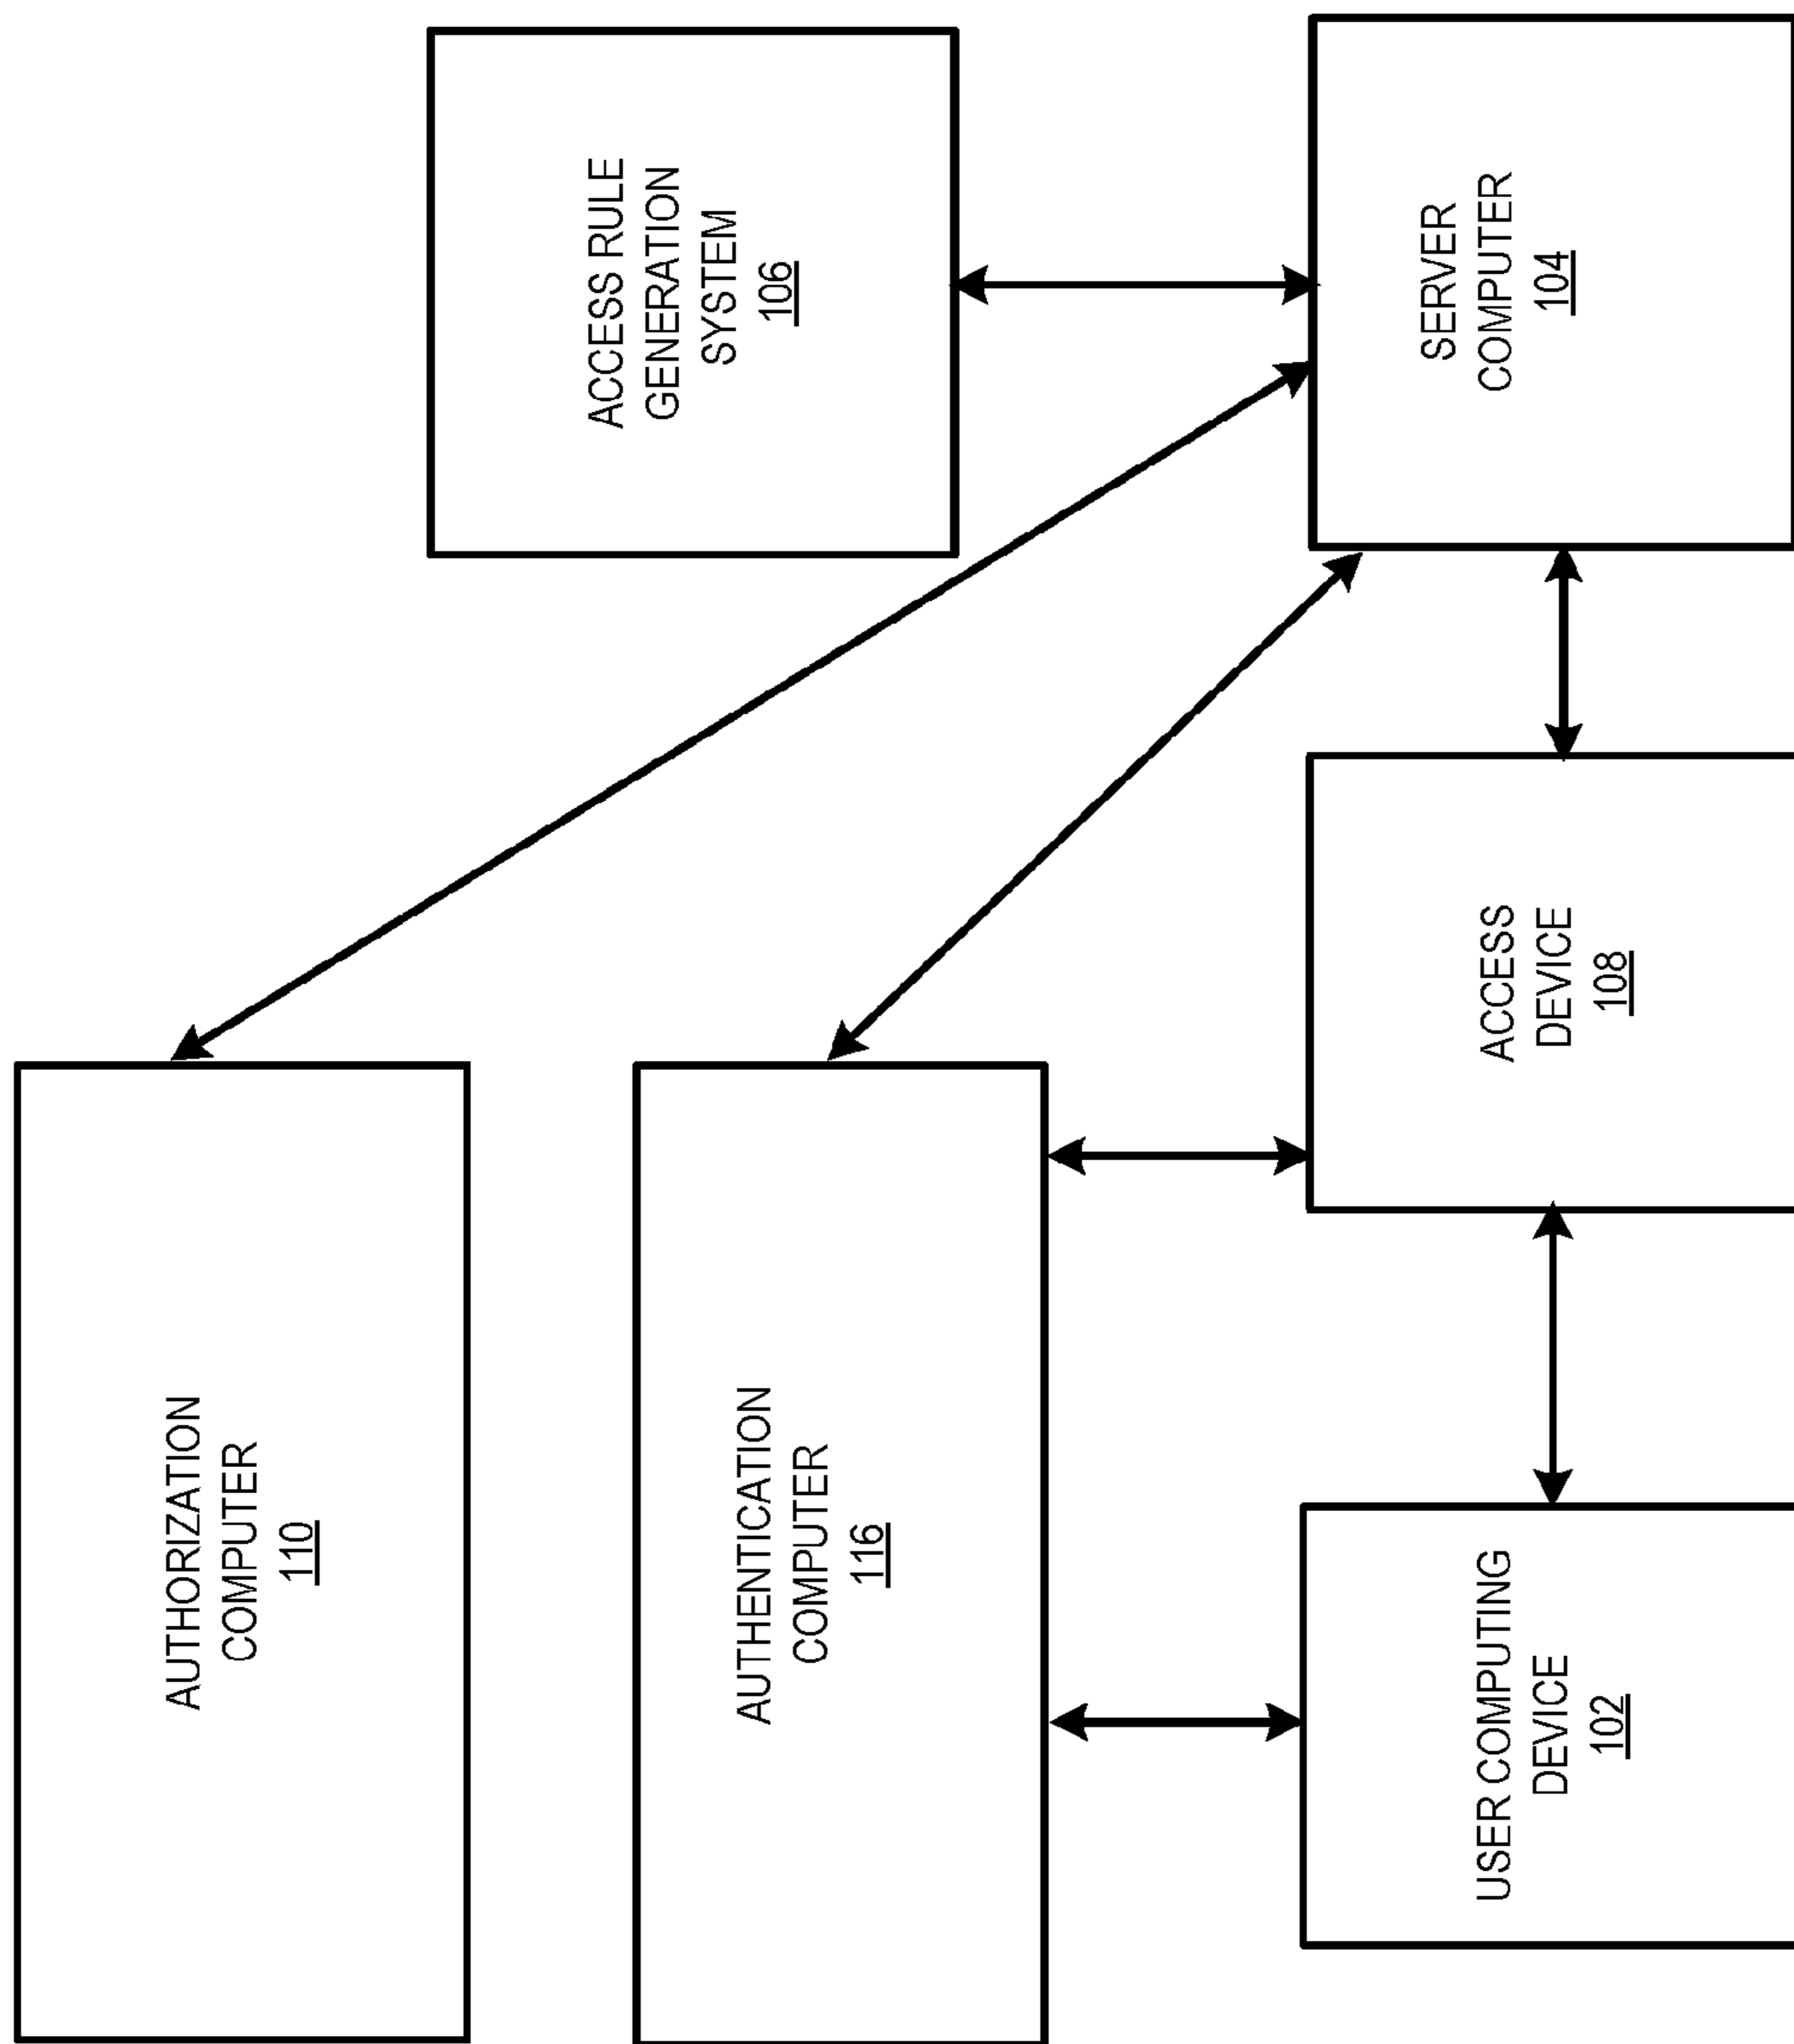 AUTHORIZATION
COMPUTER
110
AUTHENTICATION
COMPUTER
116
USER COMPUTING
DEVICE
102
ACCESS
DEVICE
108
ACCESS RULE
GENERATION
SYSTEM
106
SERVER
COMPUTER
104